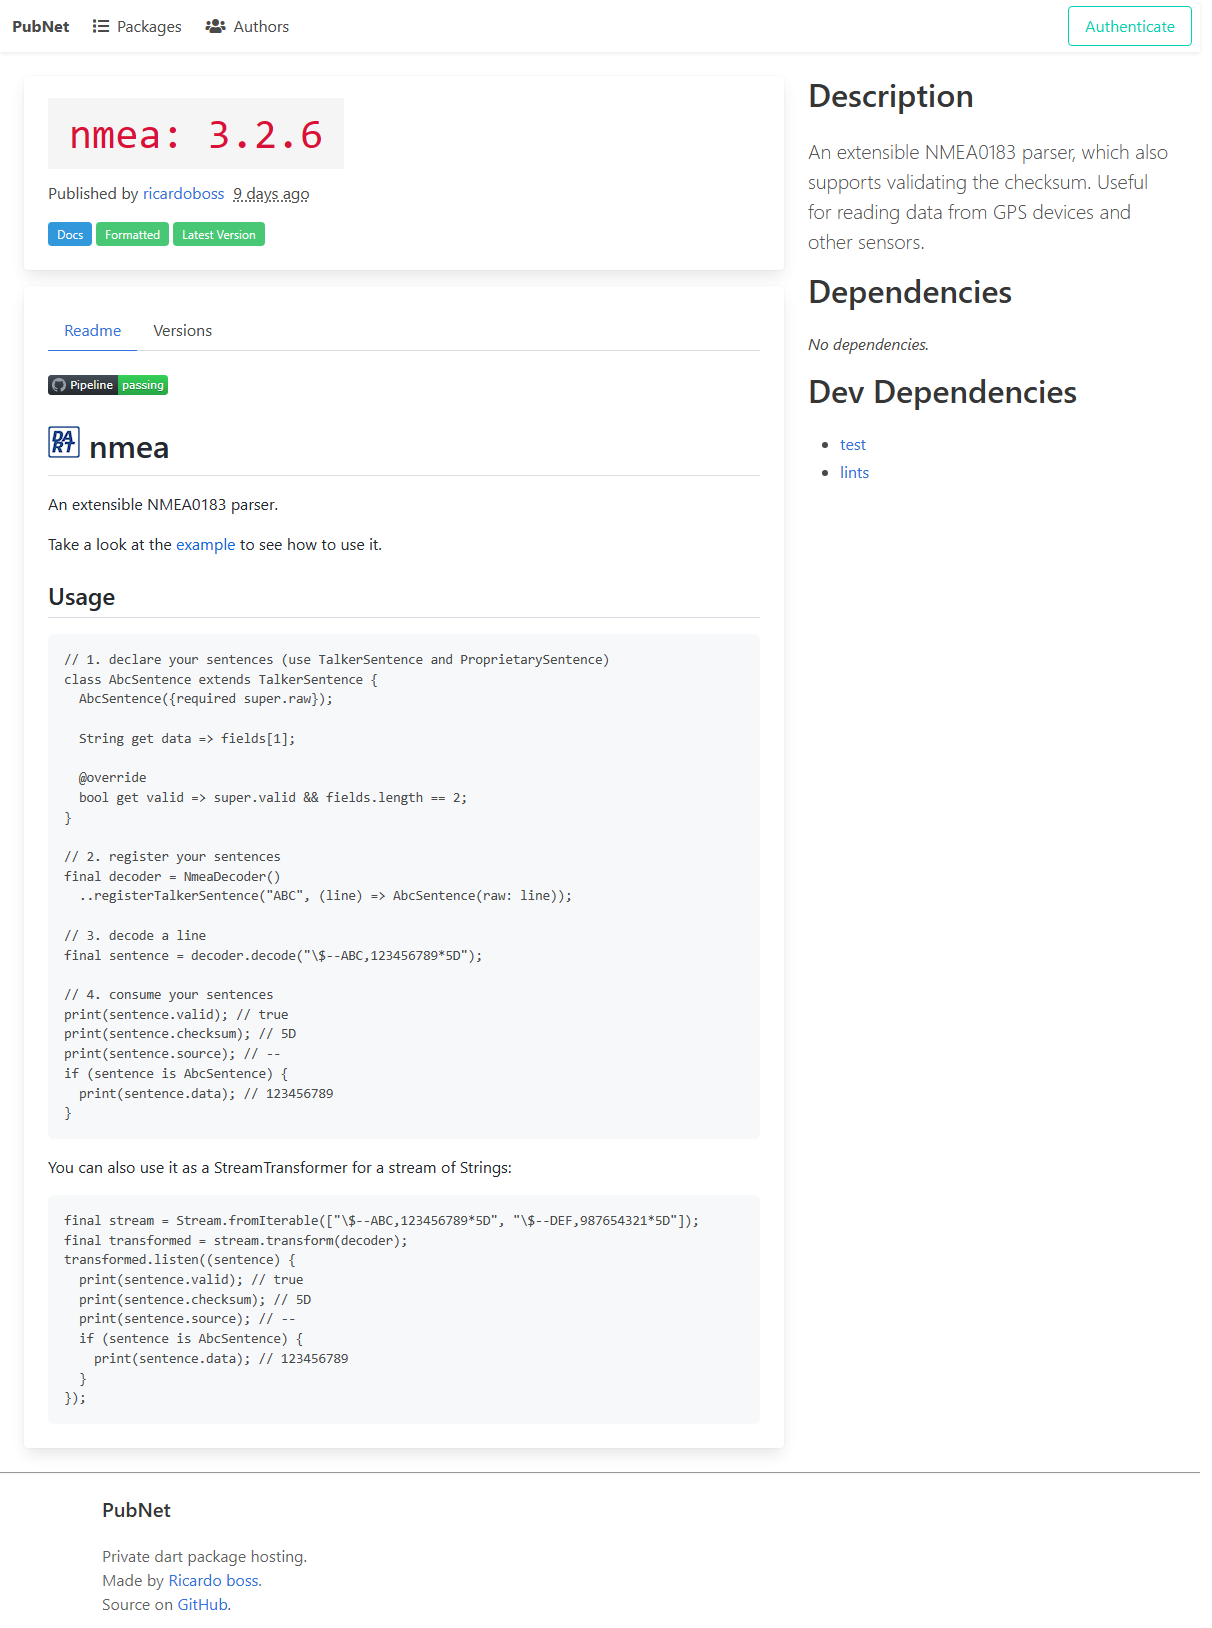 PubNet Packages Authors Authenticate
nmea: 3.2.6
Published by ricardoboss 9 days ago
Docs Formatted Latest Version
Readme Versions
Pipeline passing
DART nmea
An extensible NMEA0183 parser.
Take a look at the example to see how to use it.
Usage
// 1. declare your sentences (use TalkerSentence and ProprietarySentence)
class AbcSentence extends TalkerSentence {
  AbcSentence({required super.raw});
  String get data => fields[1];
  @override
  bool get valid => super.valid && fields.length == 2;
}
// 2. register your sentences
final decoder = NmeaDecoder()
  ..registerTalkerSentence("ABC", (line) => AbcSentence(raw: line));
// 3. decode a line
final sentence = decoder.decode("\$--ABC,123456789*5D");
// 4. consume your sentences
print(sentence.valid); // true
print(sentence.checksum); // 5D
print(sentence.source); // --
if (sentence is AbcSentence) {
  print(sentence.data); // 123456789
}
You can also use it as a StreamTransformer for a stream of Strings:
final stream = Stream.fromIterable(["\$--ABC,123456789*5D", "\$--DEF,987654321*5D"]);
final transformed = stream.transform(decoder);
transformed.listen((sentence) {
  print(sentence.valid); // true
  print(sentence.checksum); // 5D
  print(sentence.source); // --
  if (sentence is AbcSentence) {
    print(sentence.data); // 123456789
  }
});
Description
An extensible NMEA0183 parser, which also
supports validating the checksum. Useful
for reading data from GPS devices and
other sensors.
Dependencies
No dependencies.
Dev Dependencies
• test
• lints
PubNet
Private dart package hosting.
Made by Ricardo boss.
Source on GitHub.